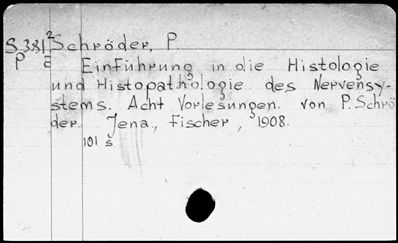 S 381² Schröder, P.
P E Einführung in die Histologie
und Histopathologie des Nervensy-
stems. Acht Vorlesungen. von P. Schrö
der. Jena, Fischer, 1908.
101 s